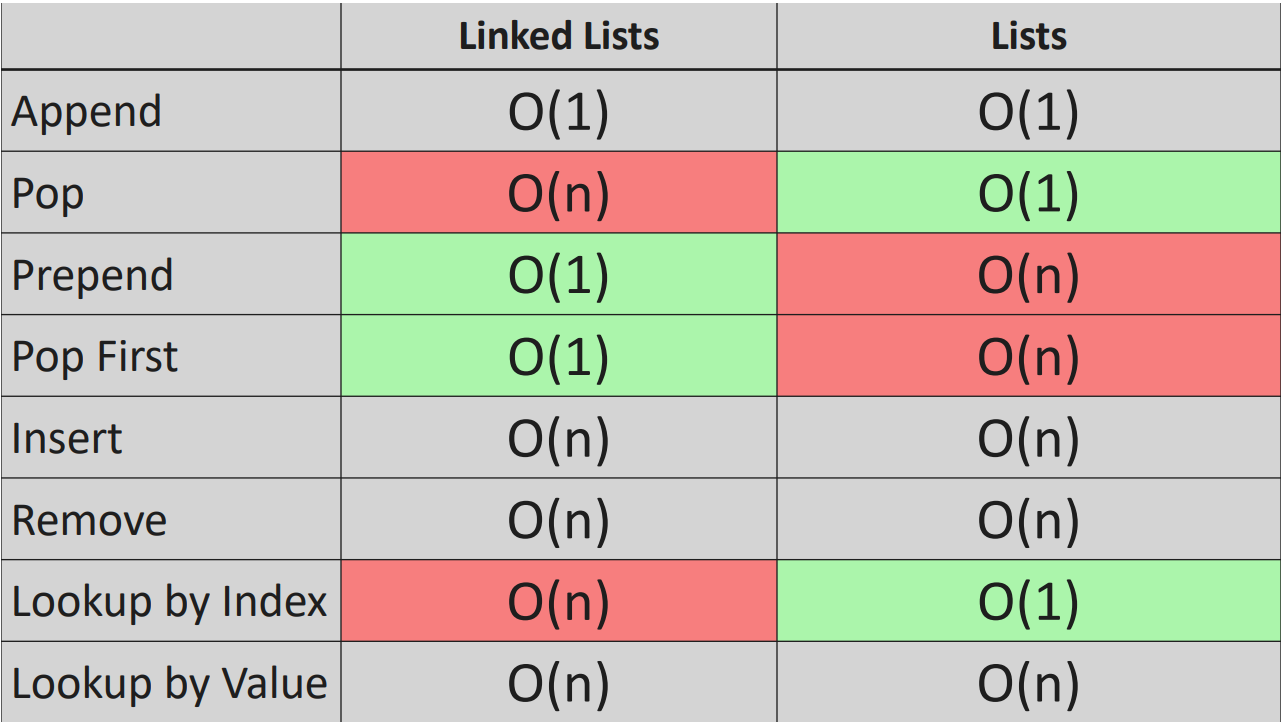 Linked Lists Lists
Append O(1) O(1)
Pop O(n) O(1)
Prepend O(1) O(n)
Pop First O(1) O(n)
Insert O(n) O(n)
Remove O(n) O(n)
Lookup by Index O(n) O(1)
Lookup by Value O(n) O(n)